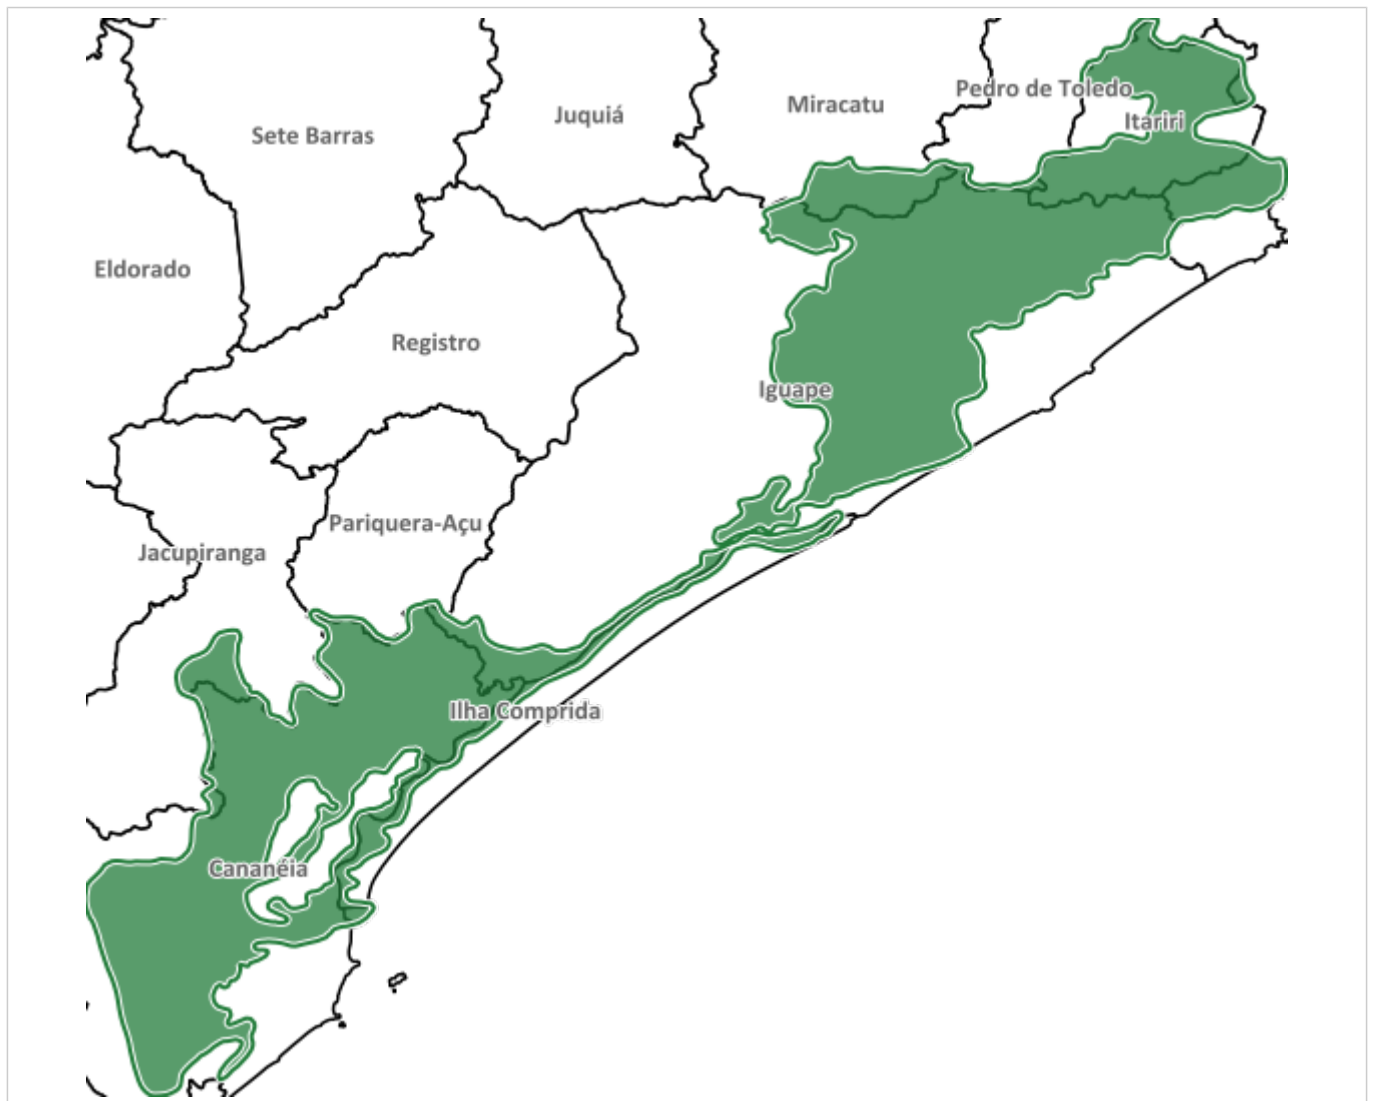 Pedro de Toledo
Miracatu
Juquiá
Itariri
Sete Barras
Eldorado
Registro
Iguape
Pariquera-Açu
Jacupiranga
Ilha Comprida
Cananéia